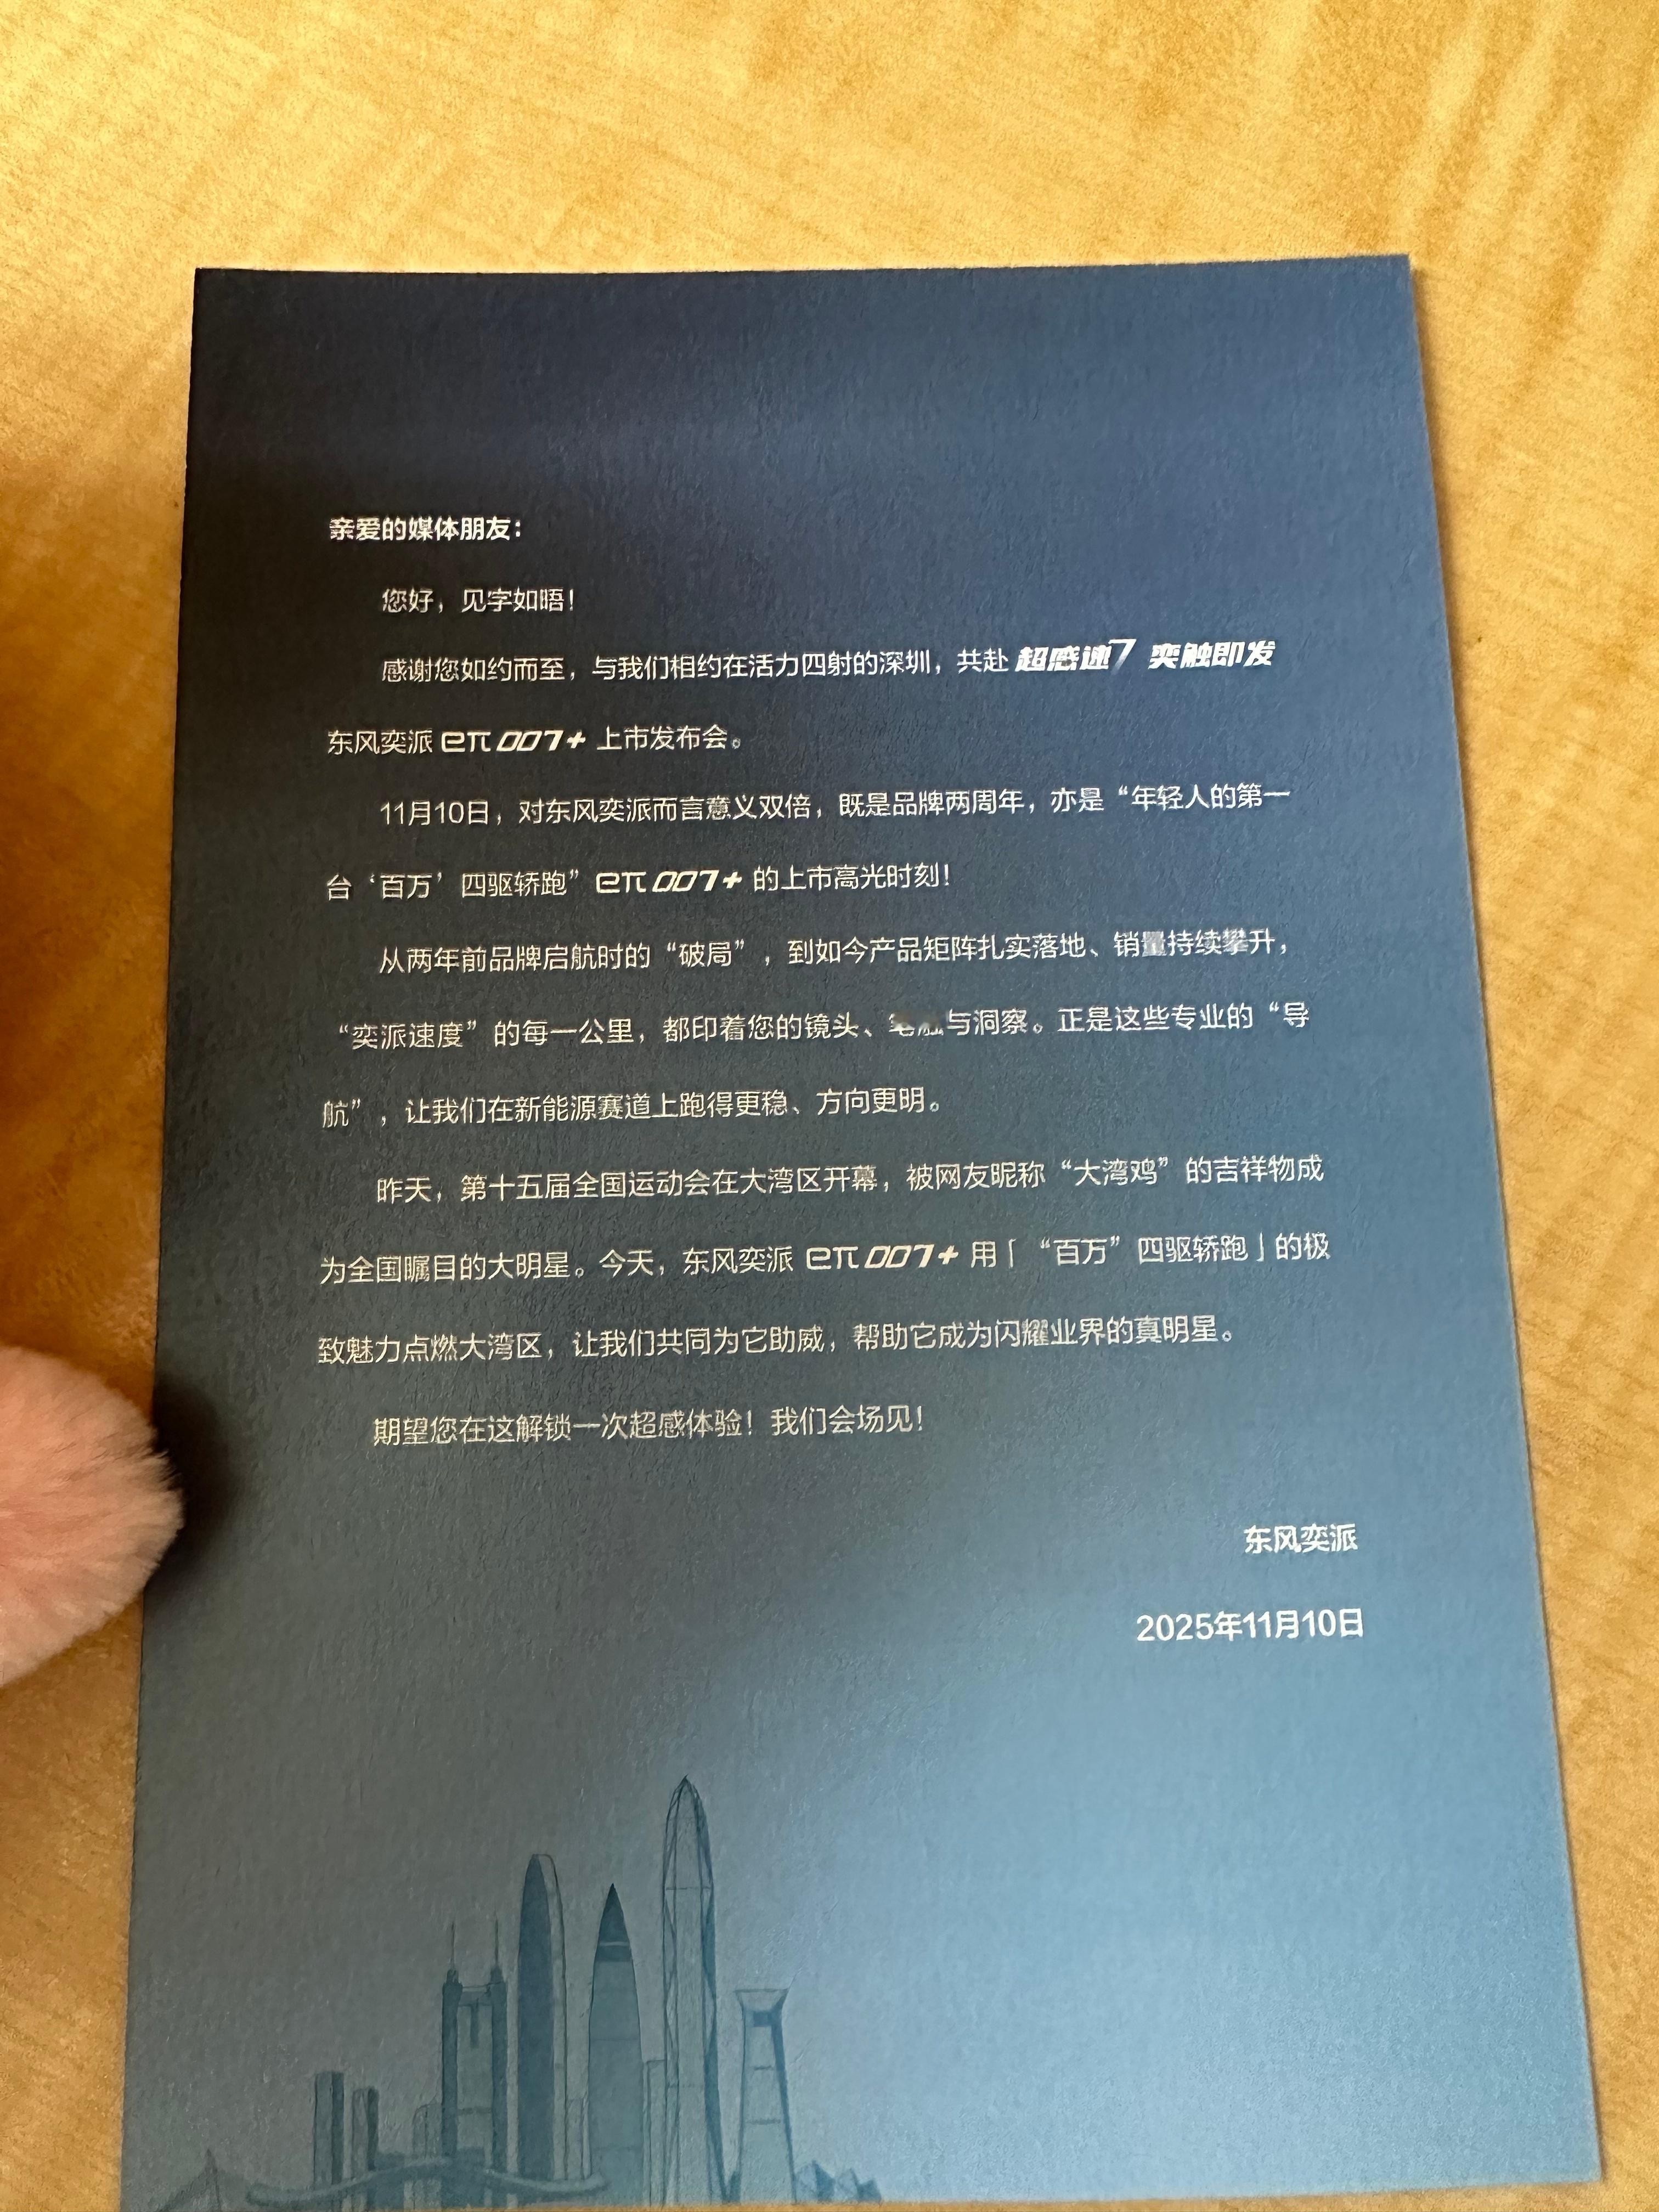 亲爱的媒体朋友：
您好，见字如晤！
感谢您如约而至，与我们相约在活力四射的深圳，共赴 超感速7 奕触即发
东风奕派 eπ007+ 上市发布会。
11月10日，对东风奕派而言意义双倍，既是品牌两周年，亦是“年轻人的第一
台‘百万’四驱轿跑”eπ007+ 的上市高光时刻！
从两年前品牌启航时的“破局”，到如今产品矩阵扎实落地、销量持续攀升，
“奕派速度”的每一公里，都印着您的镜头、与洞察。正是这些专业的“导
航”，让我们在新能源赛道上跑得更稳、方向更明。
昨天，第十五届全国运动会在大湾区开幕，被网友昵称“大湾鸡”的吉祥物成
为全国瞩目的大明星。今天，东风奕派 eπ007+ 用「“百万”四驱轿跑」的极
致魅力点燃大湾区，让我们共同为它助威，帮助它成为闪耀业界的真明星。
期望您在这解锁一次超感体验！我们会场见！
东风奕派
2025年11月10日